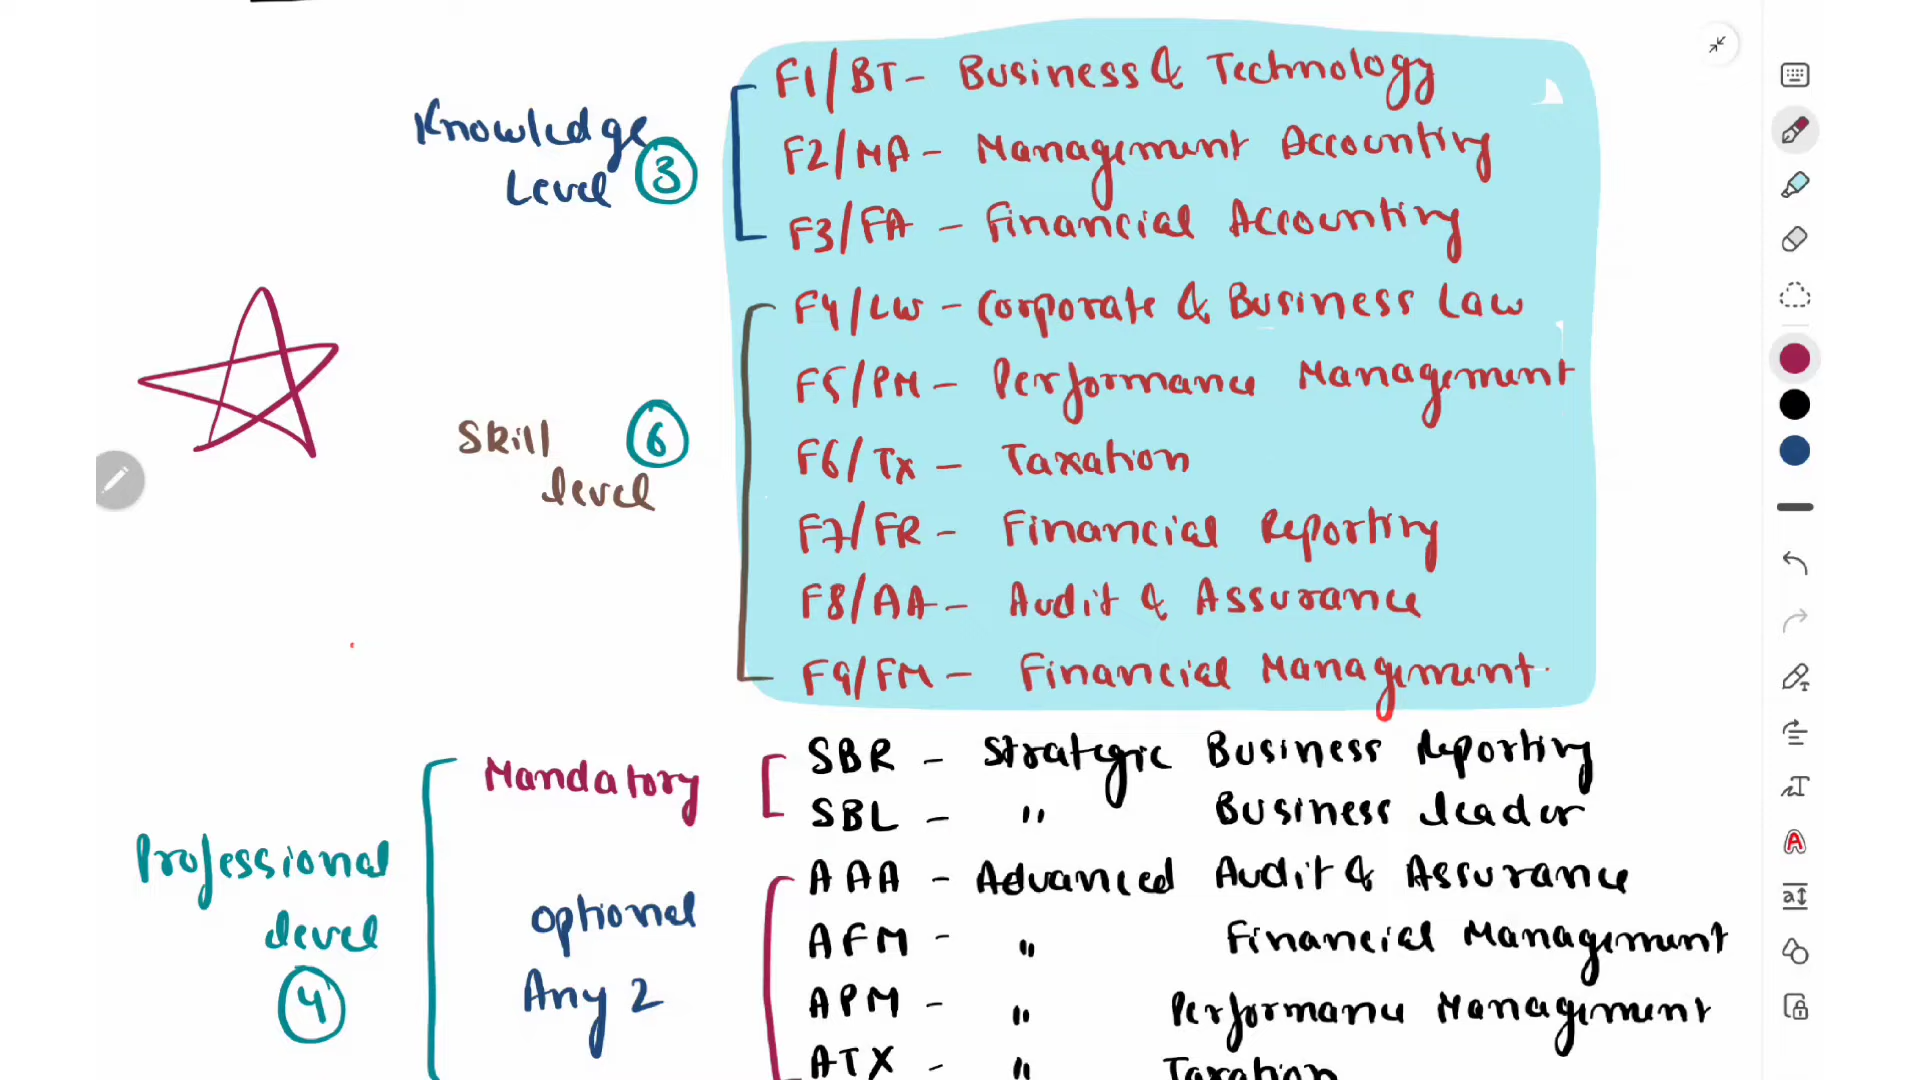 Knowledge Level 3
F1/BT - Business & Technology
F2/MA - Management Accounting
F3/FA - Financial Accounting
Skill level 6
F4/LW - Corporate & Business Law
F5/PM - Performance Management
F6/Tx - Taxation
F7/FR - Financial Reporting
F8/AA - Audit & Assurance
F9/FM - Financial Management
Professional level 4
Mandatory
SBR - Strategic Business Reporting
SBL - " Business leader
optional Any 2
AAA - Advanced Audit & Assurance
AFM - " Financial Management
APM - " Performance Management
ATX - " Taxation